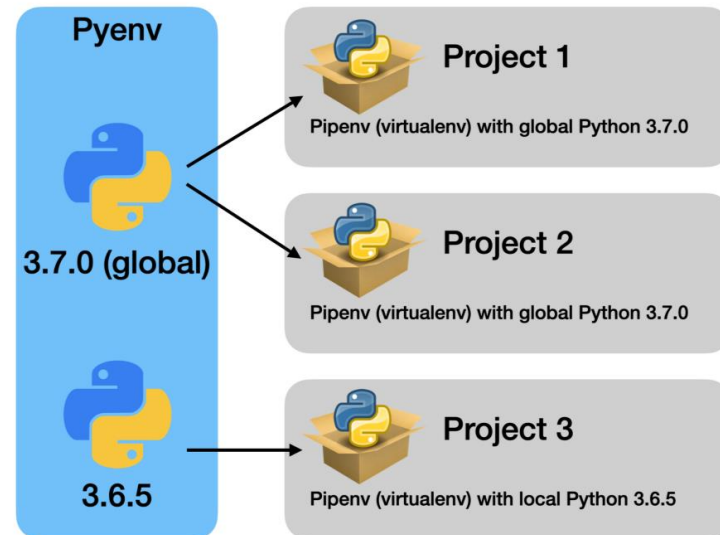 Pyenv
3.7.0 (global)
3.6.5
Project 1
Pipenv (virtualenv) with global Python 3.7.0
Project 2
Pipenv (virtualenv) with global Python 3.7.0
Project 3
Pipenv (virtualenv) with local Python 3.6.5